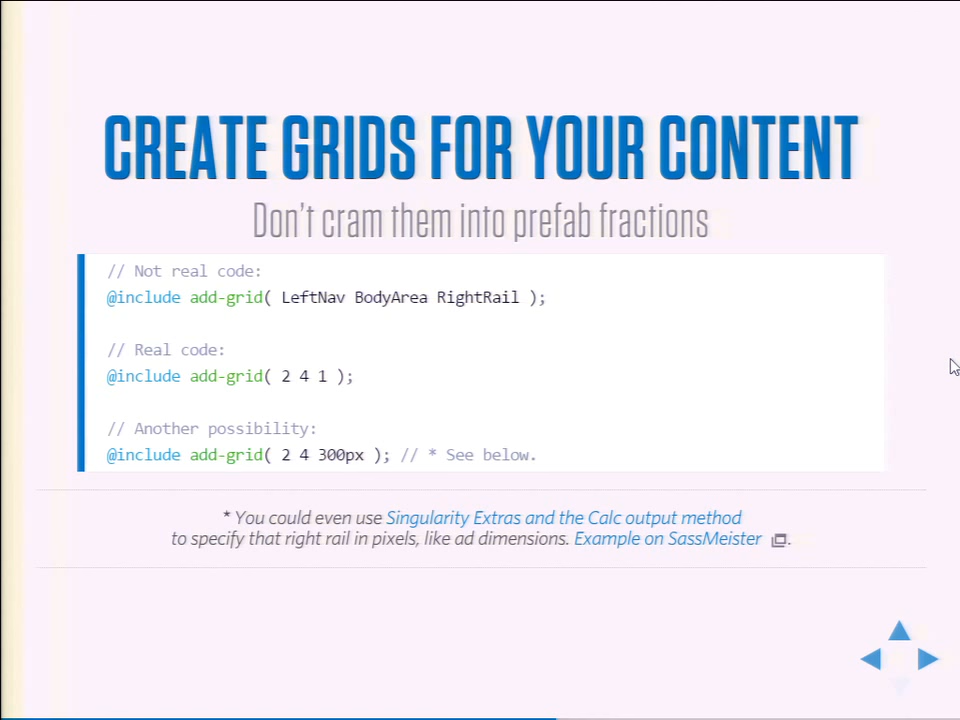 CREATE GRIDS FOR YOUR CONTENT
Don't cram them into prefab fractions
// Not real code:
@include add-grid( LeftNav BodyArea RightRail );
// Real code:
@include add-grid( 2 4 1 );
// Another possibility:
@include add-grid( 2 4 300px ); // * See below.
* You could even use Singularity Extras and the Calc output method
to specify that right rail in pixels, like ad dimensions. Example on SassMeister .